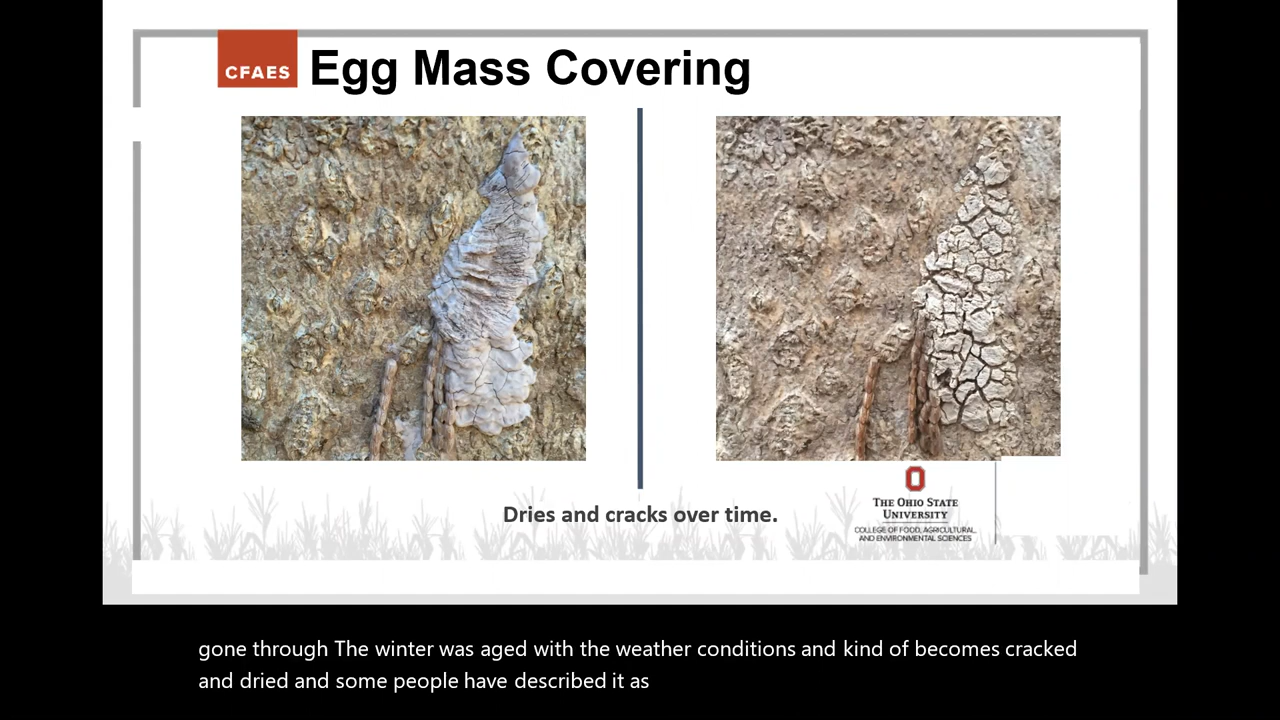 CFAES
Egg Mass Covering
Dries and cracks over time.
THE OHIO STATE
UNIVERSITY
COLLEGE OF FOOD, AGRICULTURAL,
AND ENVIRONMENTAL SCIENCES
gone through The winter was aged with the weather conditions and kind of becomes cracked
and dried and some people have described it as